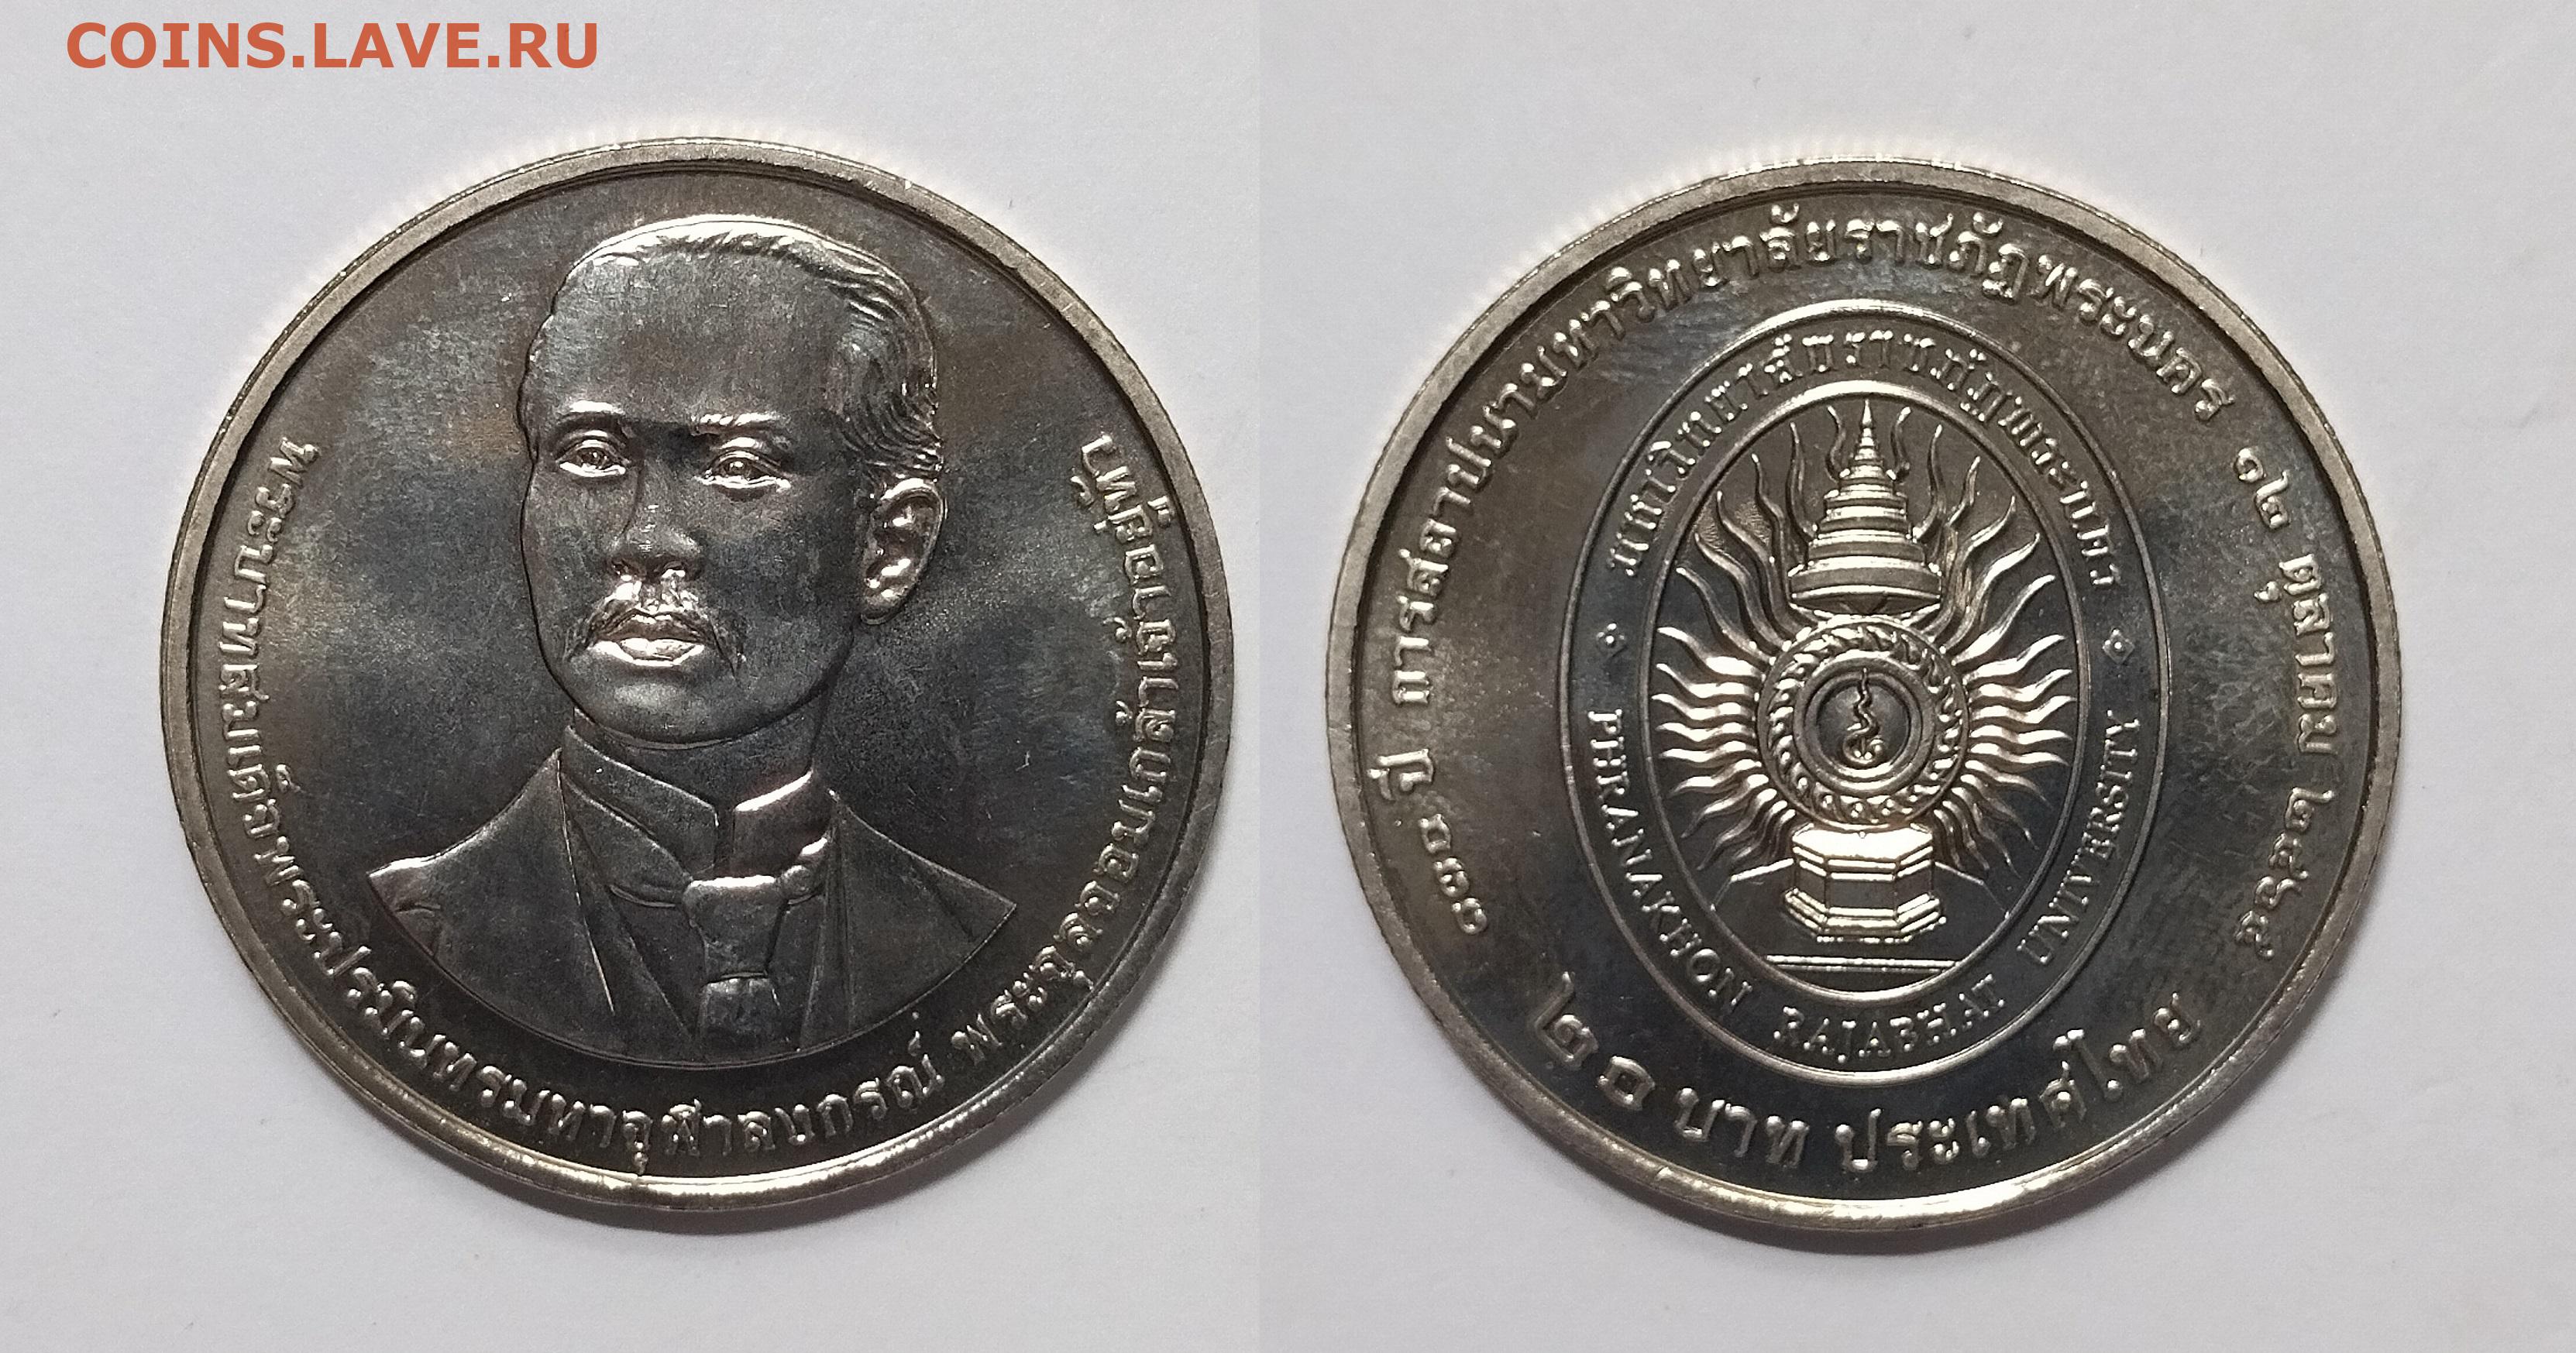 COINS.LAVE.RU
พระบาทสมเด็จพระปรมินทรมหาจุฬาลงกรณ์ พระจุลจอมเกล้าเจ้าอยู่หัว
๑๓๐ ปี การสถาปนามหาวิทยาลัยราชภัฏพระนคร ๑๒ ตุลาคม ๒๕๖๕
มหาวิทยาลัยราชภัฏพระนคร
PHRANAKHON RAJABHAT UNIVERSITY
๒๐ บาท ประเทศไทย